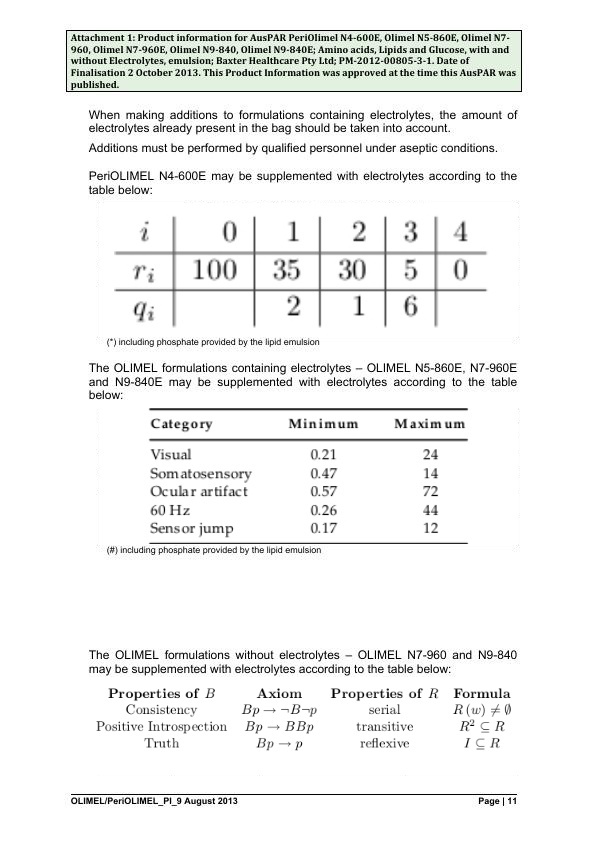 Attachment 1: Product information for AusPAR PeriOlimel N4-600E, Olimel N5-860E, Olimel N7-
960, Olimel N7-960E, Olimel N9-840, Olimel N9-840E; Amino acids, Lipids and Glucose, with and
without Electrolytes, emulsion; Baxter Healthcare Pty Ltd; PM-2012-00805-3-1. Date of
Finalisation 2 October 2013. This Product Information was approved at the time this AusPAR was
published.
When making additions to formulations containing electrolytes, the amount of
electrolytes already present in the bag should be taken into account.
Additions must be performed by qualified personnel under aseptic conditions.
PeriOLIMEL N4-600E may be supplemented with electrolytes according to the
table below:
i 0 1 2 3 4
r_i 100 35 30 5 0
q_i 2 1 6
(*) including phosphate provided by the lipid emulsion
The OLIMEL formulations containing electrolytes – OLIMEL N5-860E, N7-960E
and N9-840E may be supplemented with electrolytes according to the table
below:
Category Minimum Maximum
Visual 0.21 24
Somatosensory 0.47 14
Ocular artifact 0.57 72
60 Hz 0.26 44
Sensor jump 0.17 12
(#) including phosphate provided by the lipid emulsion
The OLIMEL formulations without electrolytes – OLIMEL N7-960 and N9-840
may be supplemented with electrolytes according to the table below:
Properties of B Axiom Properties of R Formula
Consistency Bp → ¬B¬p serial R (w) ≠ ∅
Positive Introspection Bp → BBp transitive R² ⊆ R
Truth Bp → p reflexive I ⊆ R
OLIMEL/PeriOLIMEL_PI_9 August 2013 Page | 11